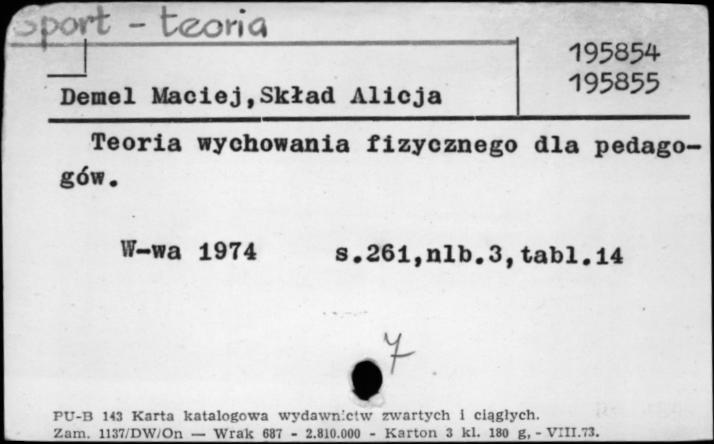 Sport - teoria
195854
195855
Demel Maciej,Skład Alicja
Teoria wychowania fizycznego dla pedago-
gów.
W-wa 1974 s.261,nlb.3,tabl.14
7
PU-B 143 Karta katalogowa wydawnictw zwartych i ciągłych.
Zam. 1137/DW/On — Wrak 687 - 2.810.000 - Karton 3 kl. 180 g, - VIII.73.